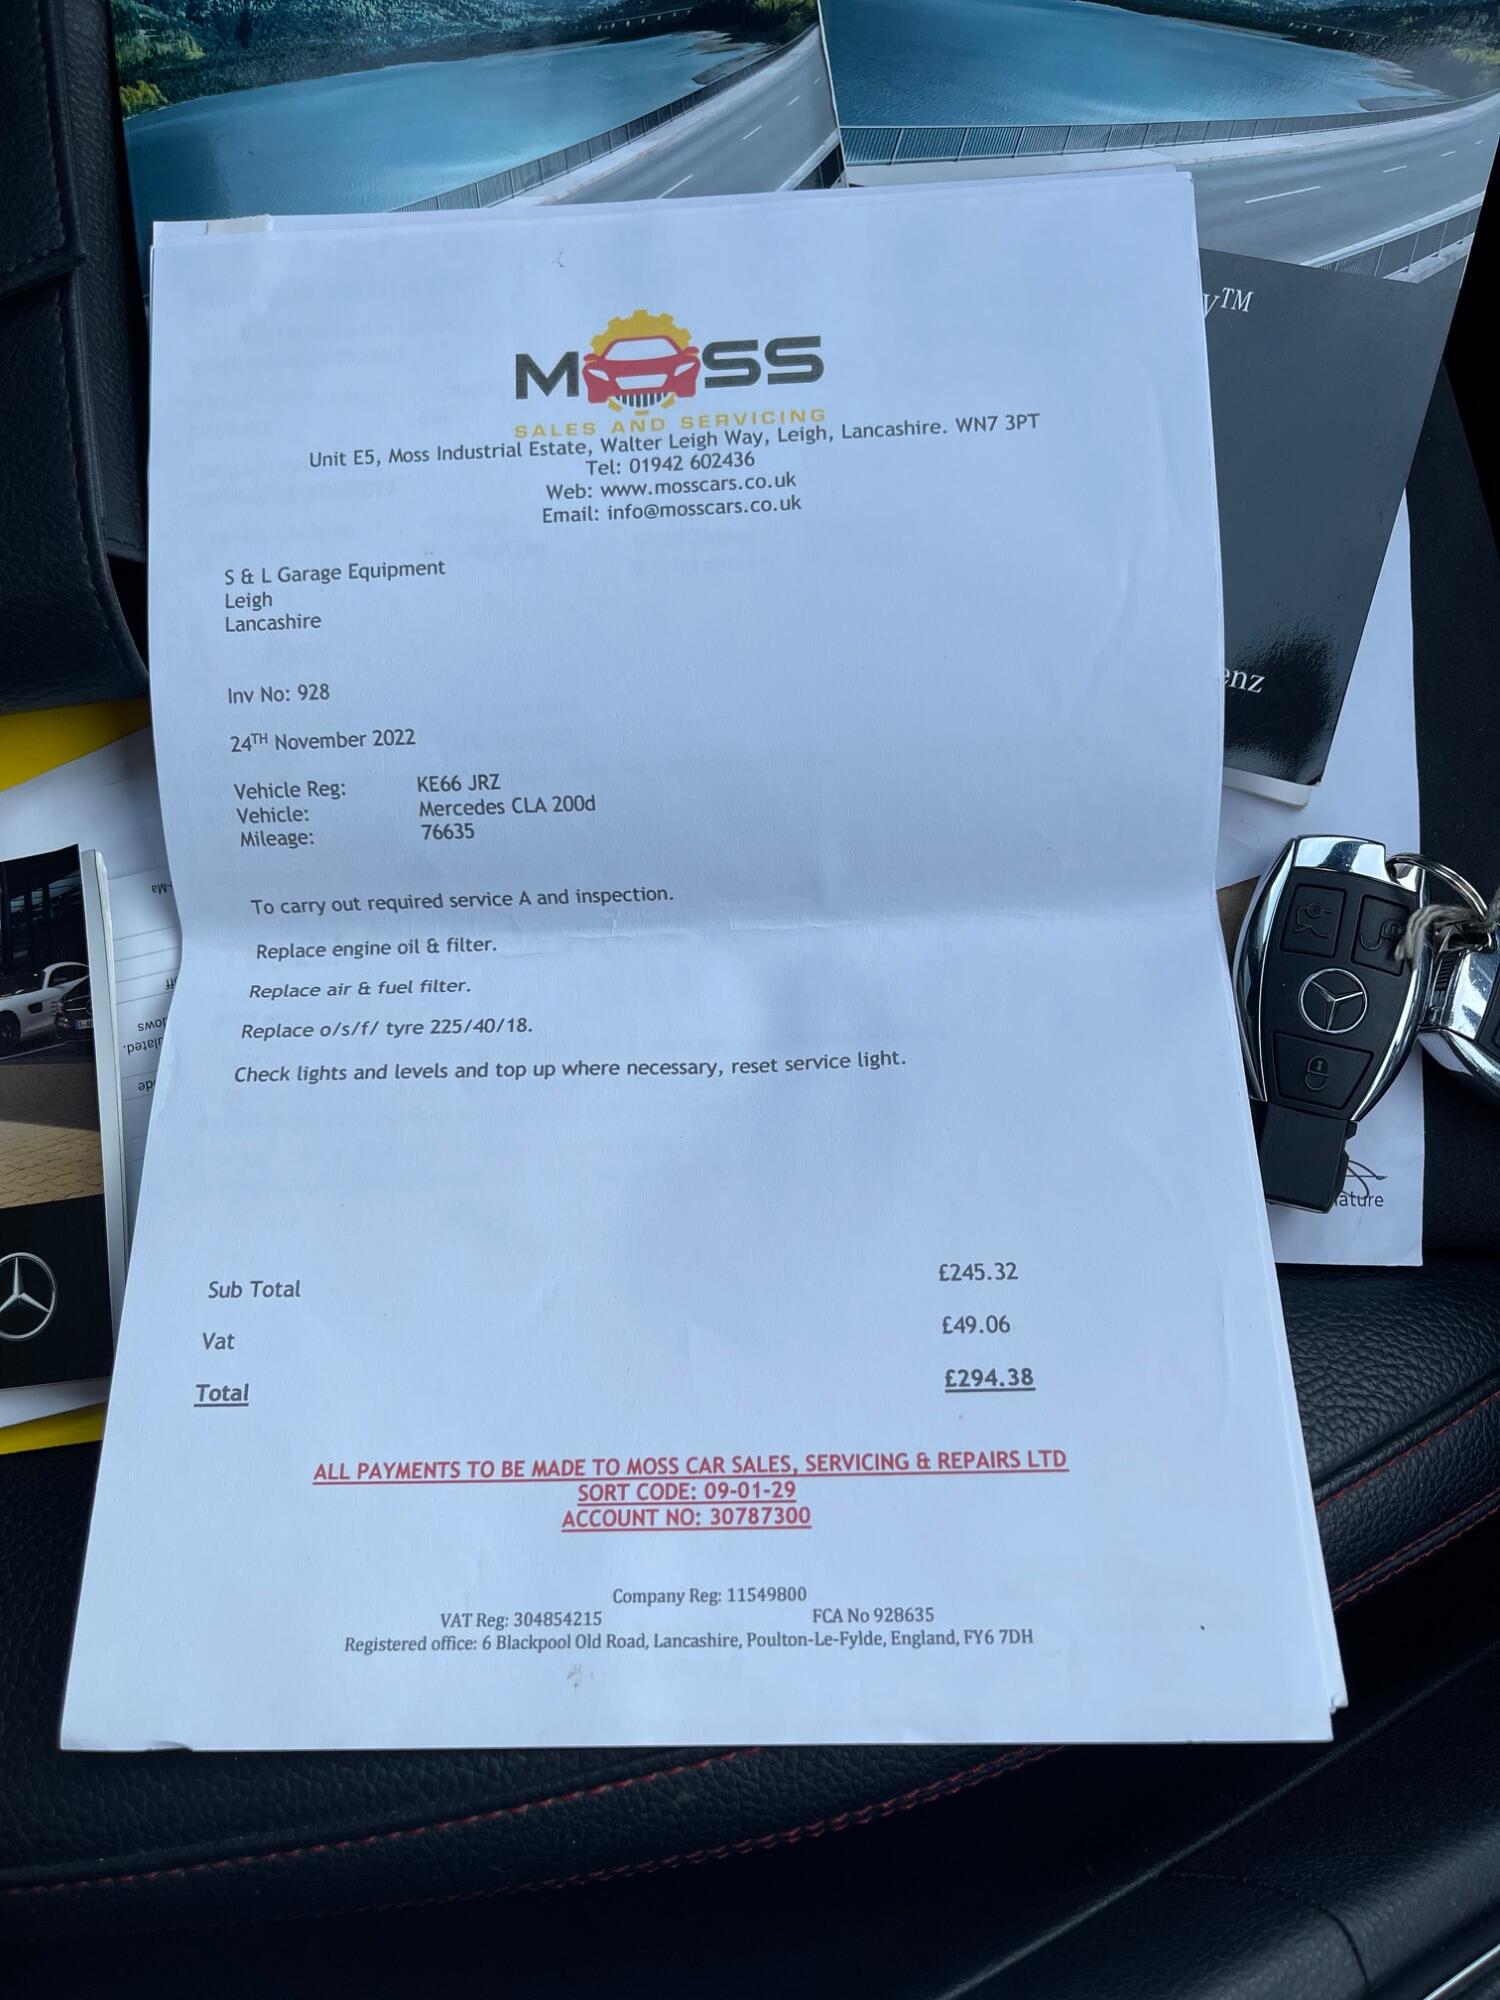 MOSS
SALES AND SERVICING
Unit E5, Moss Industrial Estate, Walter Leigh Way, Leigh, Lancashire. WN7 3PT
Tel: 01942 602436
Web: www.mosscars.co.uk
Email: info@mosscars.co.uk
S & L Garage Equipment
Leigh
Lancashire
Inv No: 928
24TH November 2022
Vehicle Reg: KE66 JRZ
Vehicle: Mercedes CLA 200d
Mileage: 76635
To carry out required service A and inspection.
Replace engine oil & filter.
Replace air & fuel filter.
Replace o/s/f/ tyre 225/40/18.
Check lights and levels and top up where necessary, reset service light.
Sub Total £245.32
Vat £49.06
Total £294.38
ALL PAYMENTS TO BE MADE TO MOSS CAR SALES, SERVICING & REPAIRS LTD
SORT CODE: 09-01-29
ACCOUNT NO: 30787300
Company Reg: 11549800
VAT Reg: 304854215 FCA No 928635
Registered office: 6 Blackpool Old Road, Lancashire, Poulton-Le-Fylde, England, FY6 7DH
y™
enz
ature